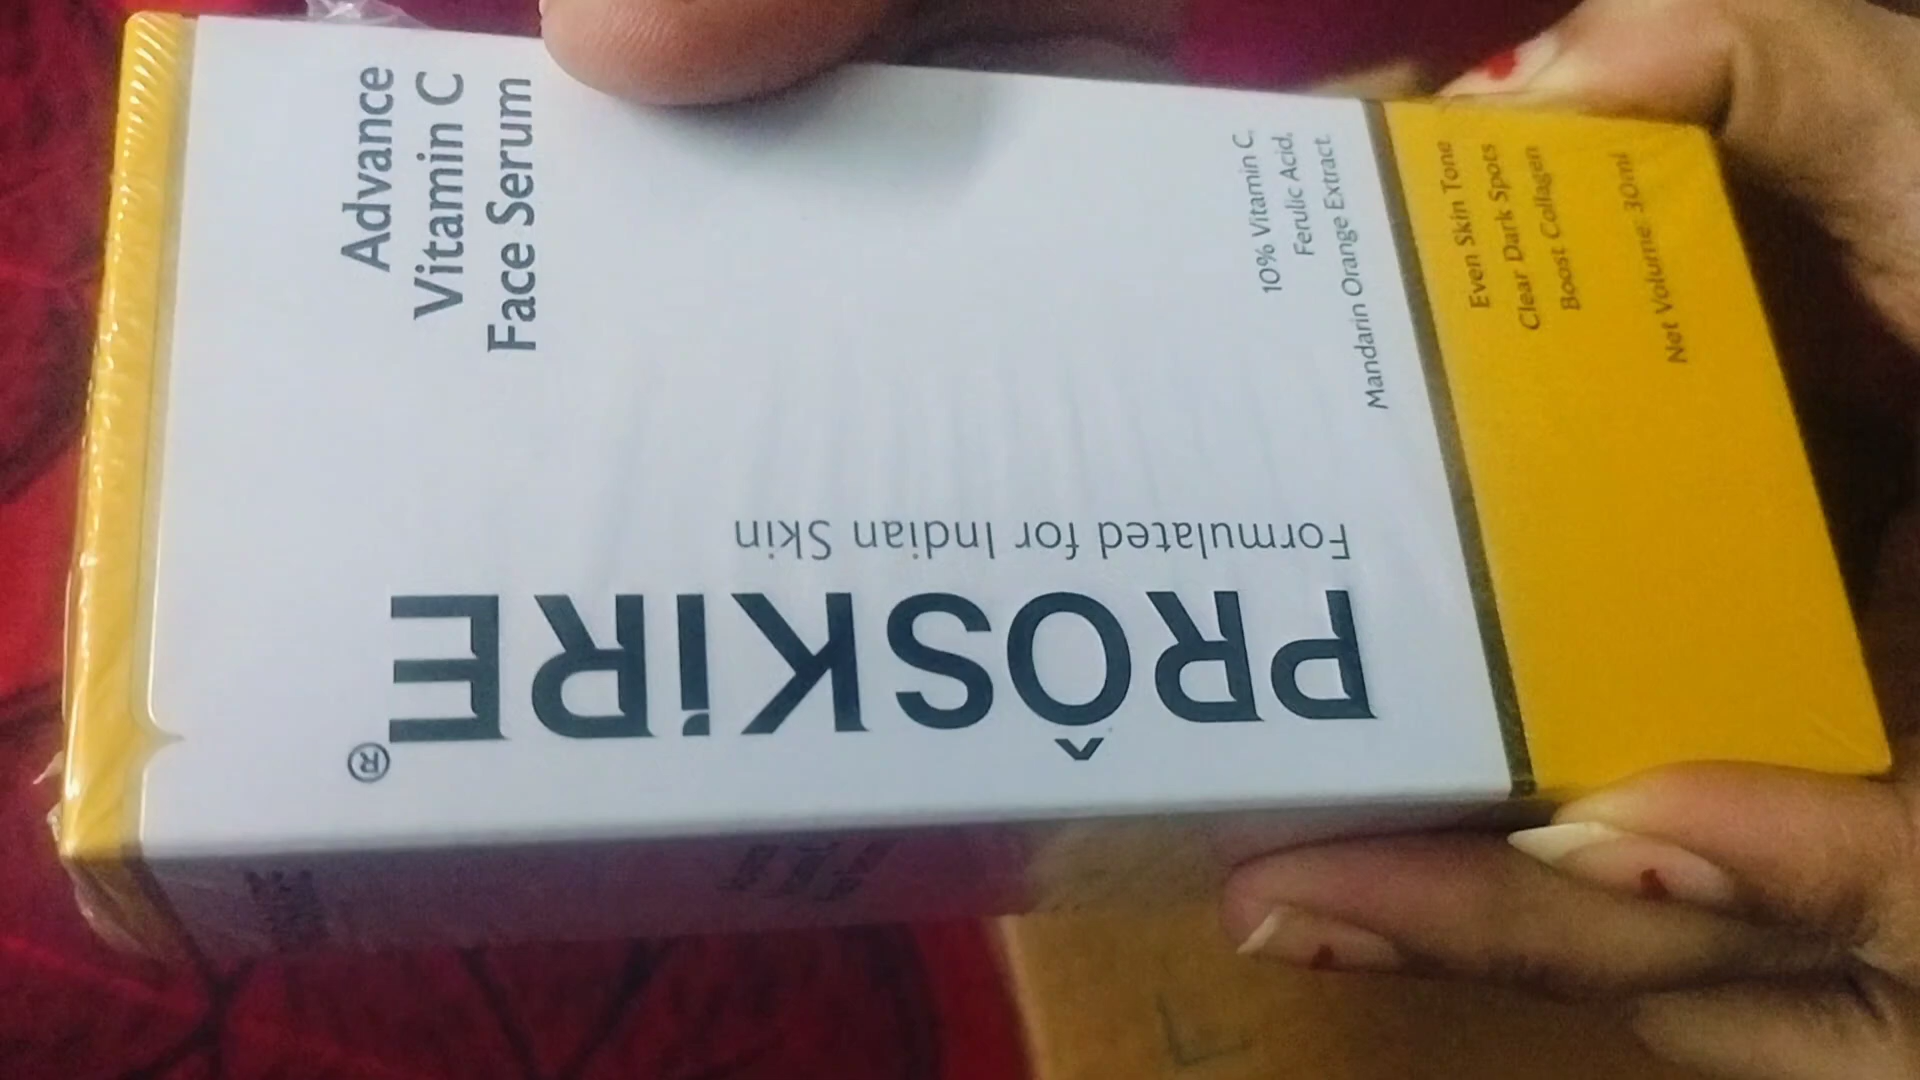 PRÔSKiRE®
Formulated for Indian Skin
Advance
Vitamin C
Face Serum
10% Vitamin C,
Ferulic Acid,
Mandarin Orange Extract
Even Skin Tone
Clear Dark Spots
Boost Collagen
Net Volume: 30ml